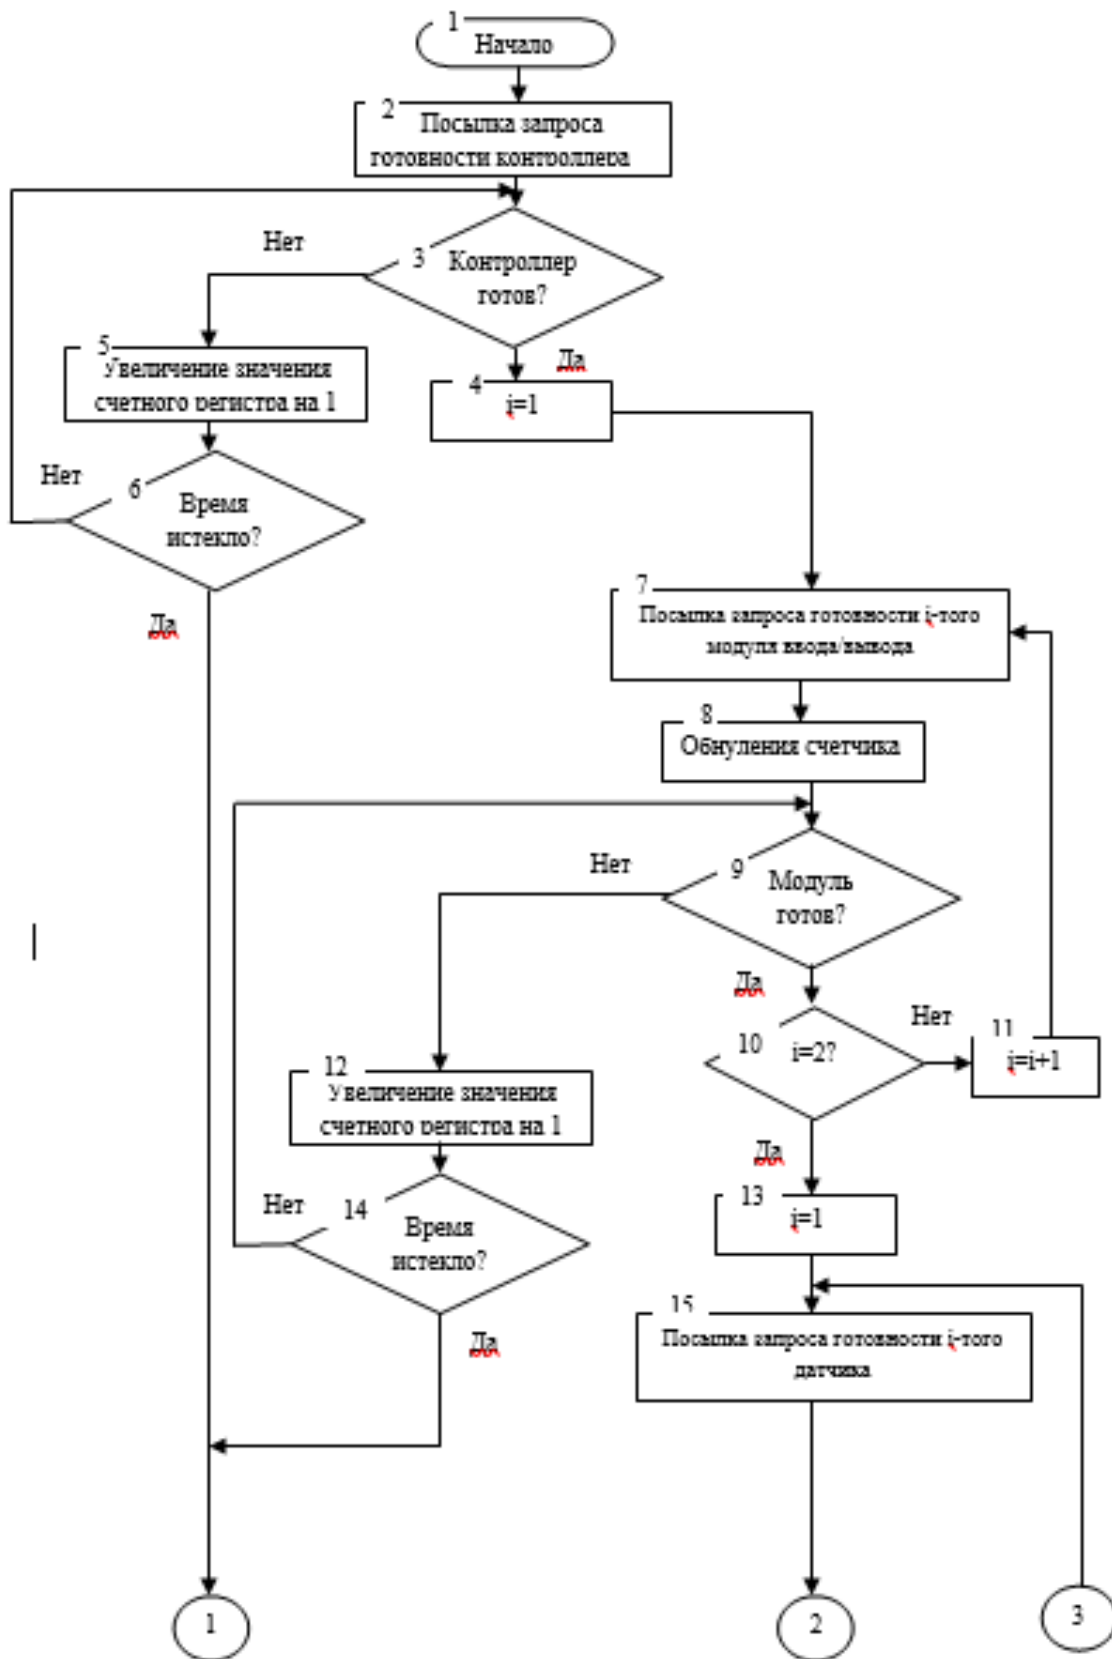 1
Начало
2
Посылка запроса
готовности контроллера
Нет
3
Контроллер
готов?
Да
5
Увеличение значения
счетного регистра на 1
4
i=1
Нет
6
Время
истекло?
Да
7
Посылка запроса готовности i-того
модуля ввода/вывода
8
Обнуления счетчика
Нет
9
Модуль
готов?
Да
10
i=2?
Нет
11
i=i+1
12
Увеличение значения
счетного регистра на 1
Да
13
i=1
Нет
14
Время
истекло?
Да
15
Посылка запроса готовности i-того
датчика
1
2
3